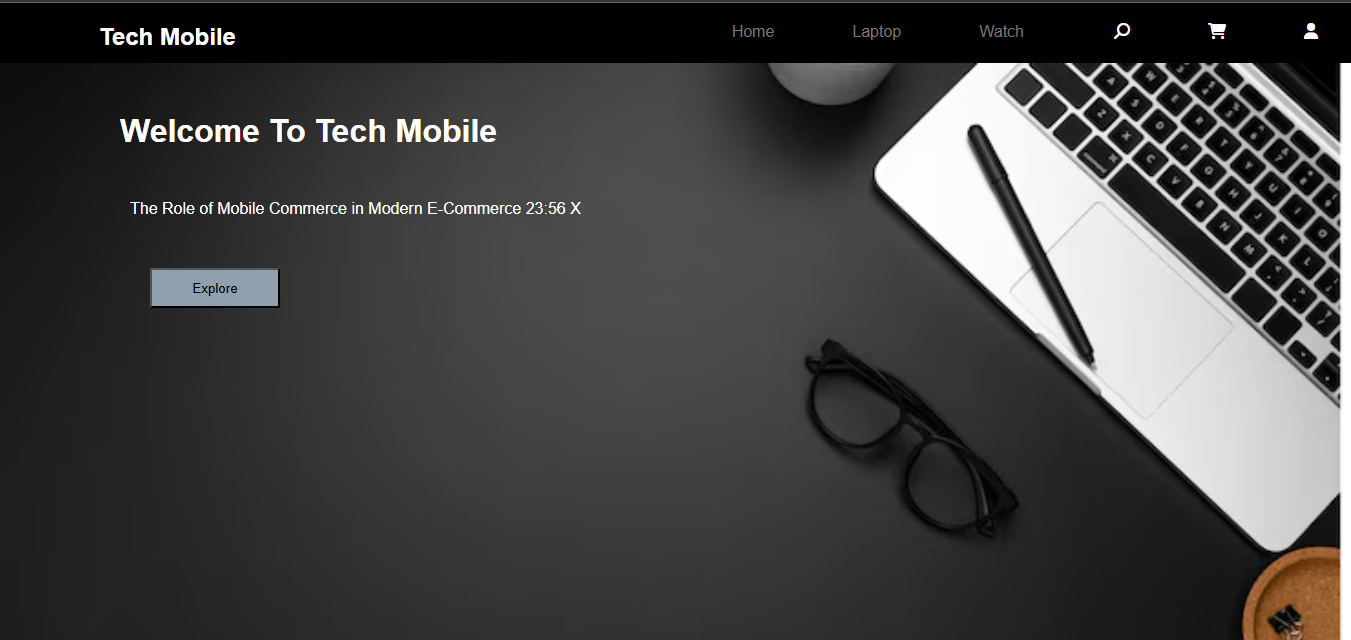 Tech Mobile
Home Laptop Watch
Welcome To Tech Mobile
The Role of Mobile Commerce in Modern E-Commerce 23:56 X
Explore